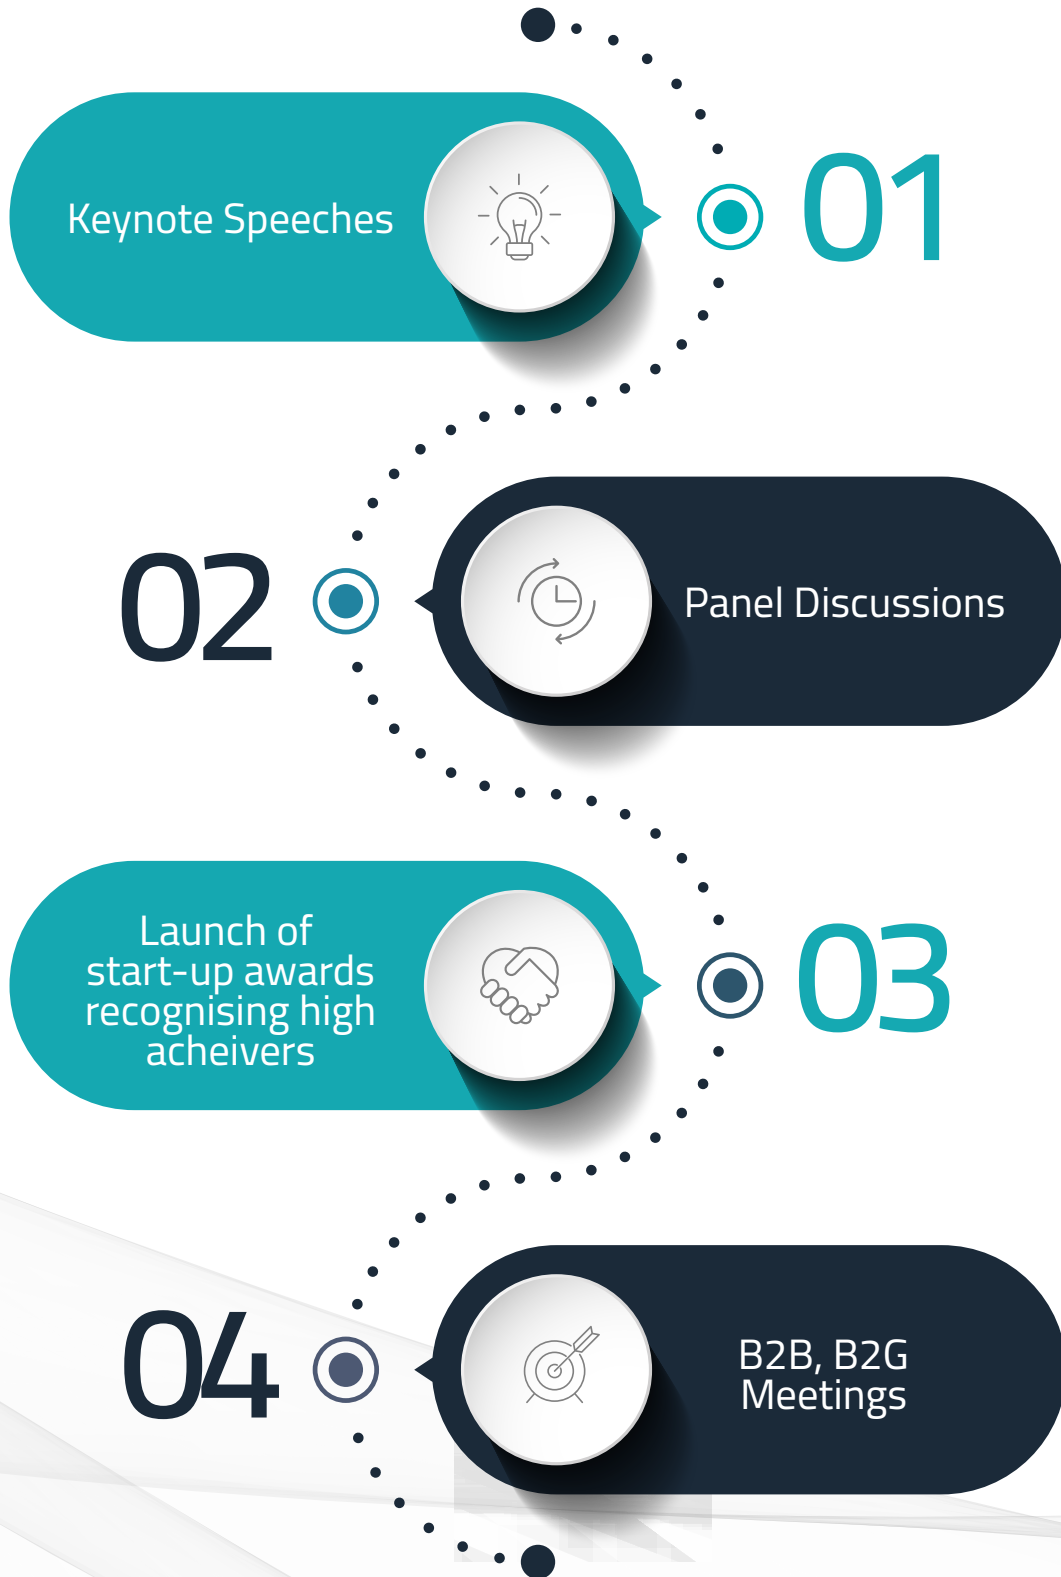 Keynote Speeches
01
02
Panel Discussions
Launch of
start-up awards
recognising high
acheivers
03
04
B2B, B2G
Meetings